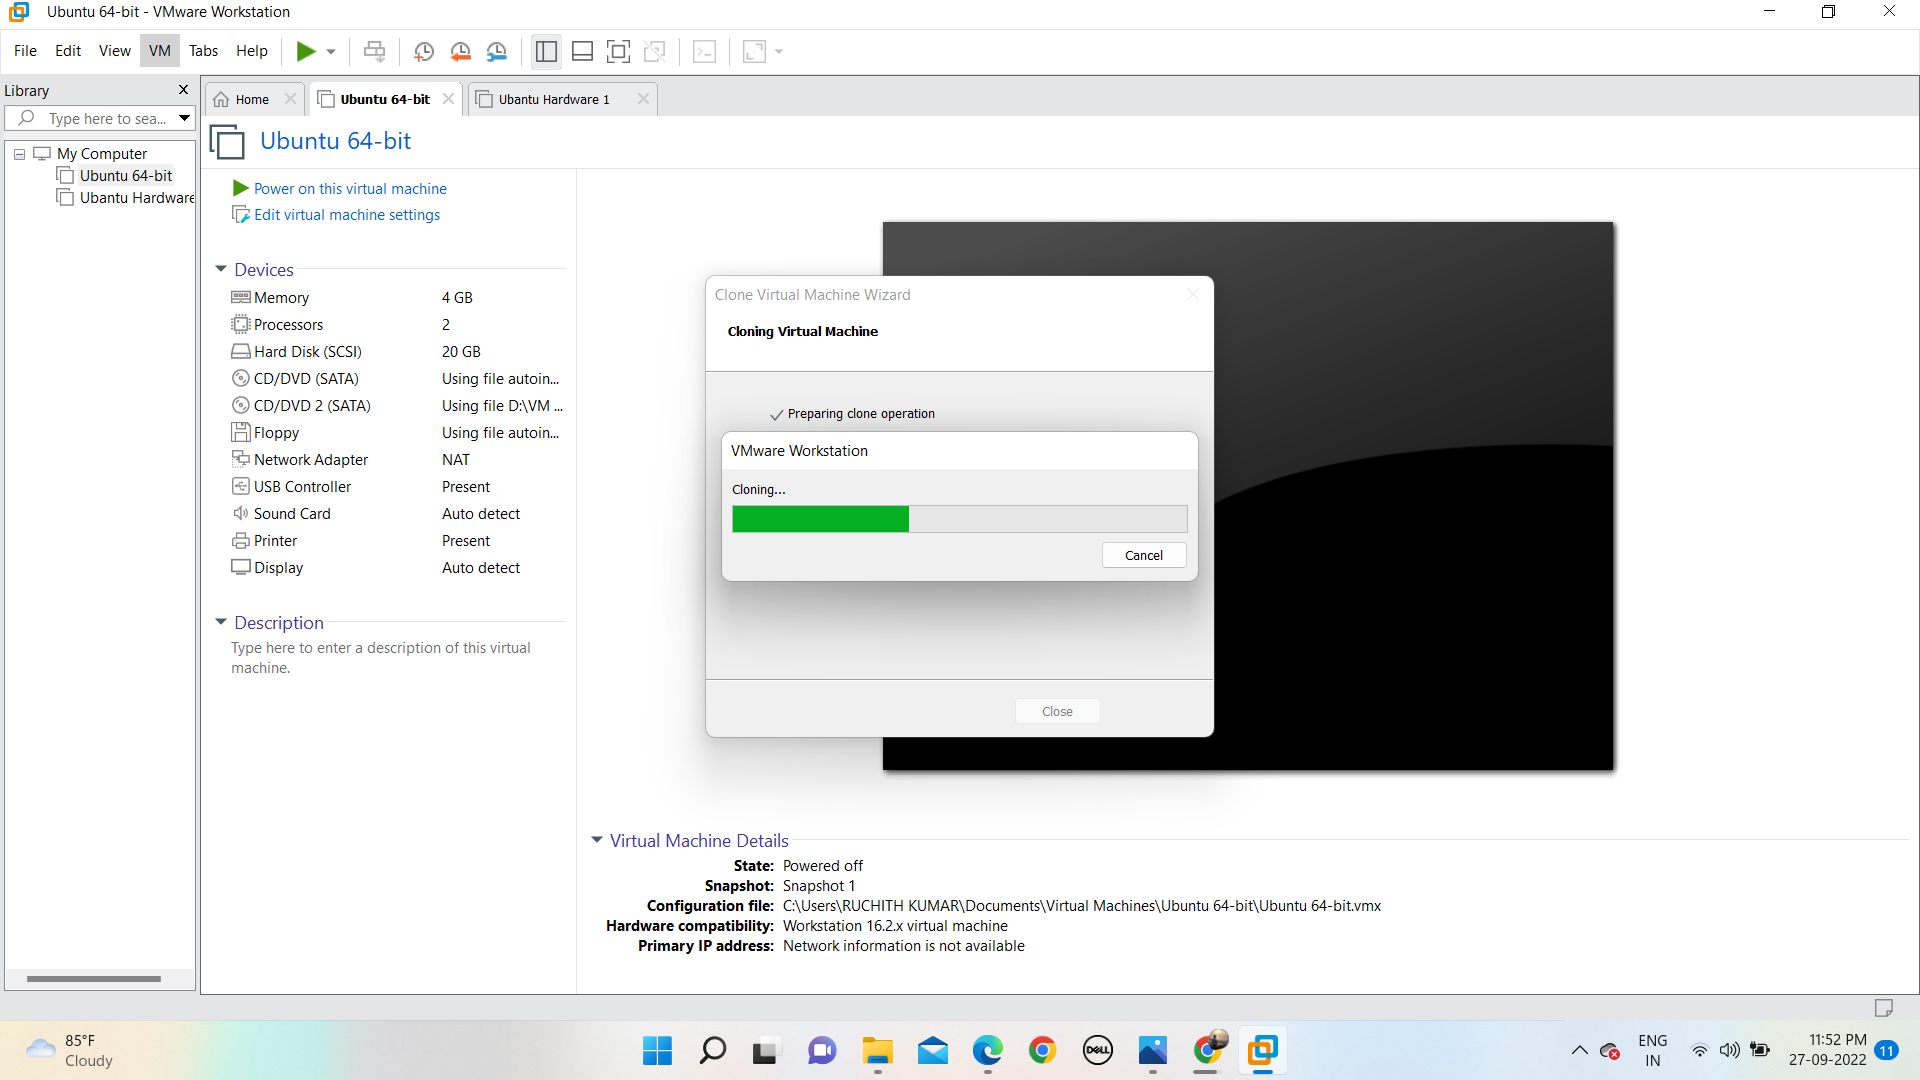 Ubuntu 64-bit - VMware Workstation
File Edit View VM Tabs Help
Library
Type here to sea...
My Computer
Ubuntu 64-bit
Ubantu Hardware
Home
Ubuntu 64-bit
Ubantu Hardware 1
Ubuntu 64-bit
Power on this virtual machine
Edit virtual machine settings
Devices
Memory 4 GB
Processors 2
Hard Disk (SCSI) 20 GB
CD/DVD (SATA) Using file autoin...
CD/DVD 2 (SATA) Using file D:\VM ...
Floppy Using file autoin...
Network Adapter NAT
USB Controller Present
Sound Card Auto detect
Printer Present
Display Auto detect
Description
Type here to enter a description of this virtual
machine.
Clone Virtual Machine Wizard
Cloning Virtual Machine
Preparing clone operation
VMware Workstation
Cloning...
Cancel
Close
Virtual Machine Details
State: Powered off
Snapshot: Snapshot 1
Configuration file: C:\Users\RUCHITH KUMAR\Documents\Virtual Machines\Ubuntu 64-bit\Ubuntu 64-bit.vmx
Hardware compatibility: Workstation 16.2.x virtual machine
Primary IP address: Network information is not available
85°F
Cloudy
DELL
ENG
IN
11:52 PM
27-09-2022
11